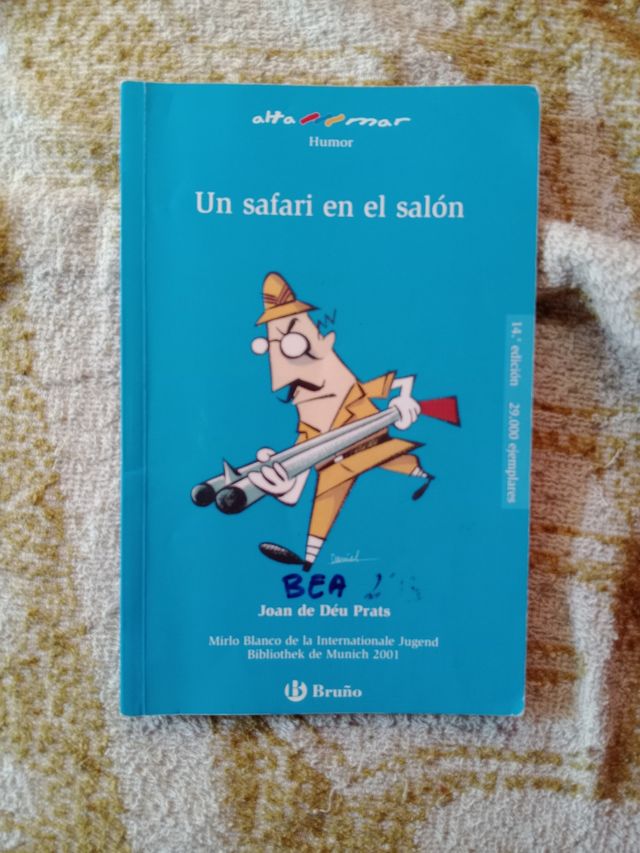 alta mar
Humor
Un safari en el salón
14.ª edición 29.000 ejemplares
Daniel
BEA
Joan de Déu Prats
Mirlo Blanco de la Internationale Jugend
Bibliothek de Munich 2001
Bruño